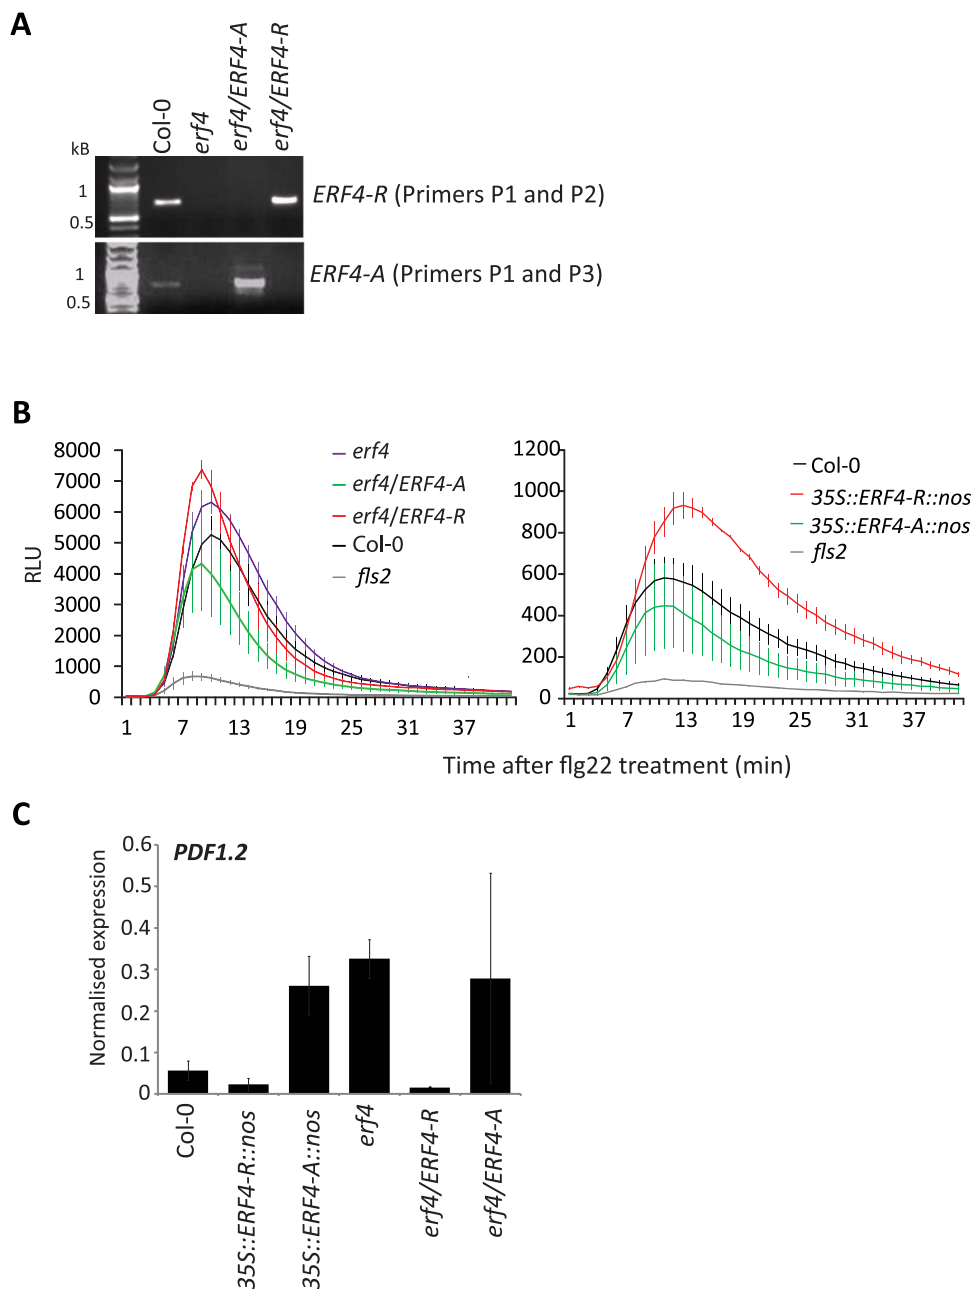 A
Col-0
erf4
erf4/ERF4-A
erf4/ERF4-R
kB
1
0.5
ERF4-R (Primers P1 and P2)
1
0.5
ERF4-A (Primers P1 and P3)
B
RLU
8000
7000
6000
5000
4000
3000
2000
1000
0
1 7 13 19 25 31 37
erf4
erf4/ERF4-A
erf4/ERF4-R
Col-0
fls2
1200
1000
800
600
400
200
0
1 7 13 19 25 31 37
Col-0
35S::ERF4-R::nos
35S::ERF4-A::nos
fls2
Time after flg22 treatment (min)
C
PDF1.2
Normalised expression
0.6
0.5
0.4
0.3
0.2
0.1
0
Col-0
35S::ERF4-R::nos
35S::ERF4-A::nos
erf4
erf4/ERF4-R
erf4/ERF4-A